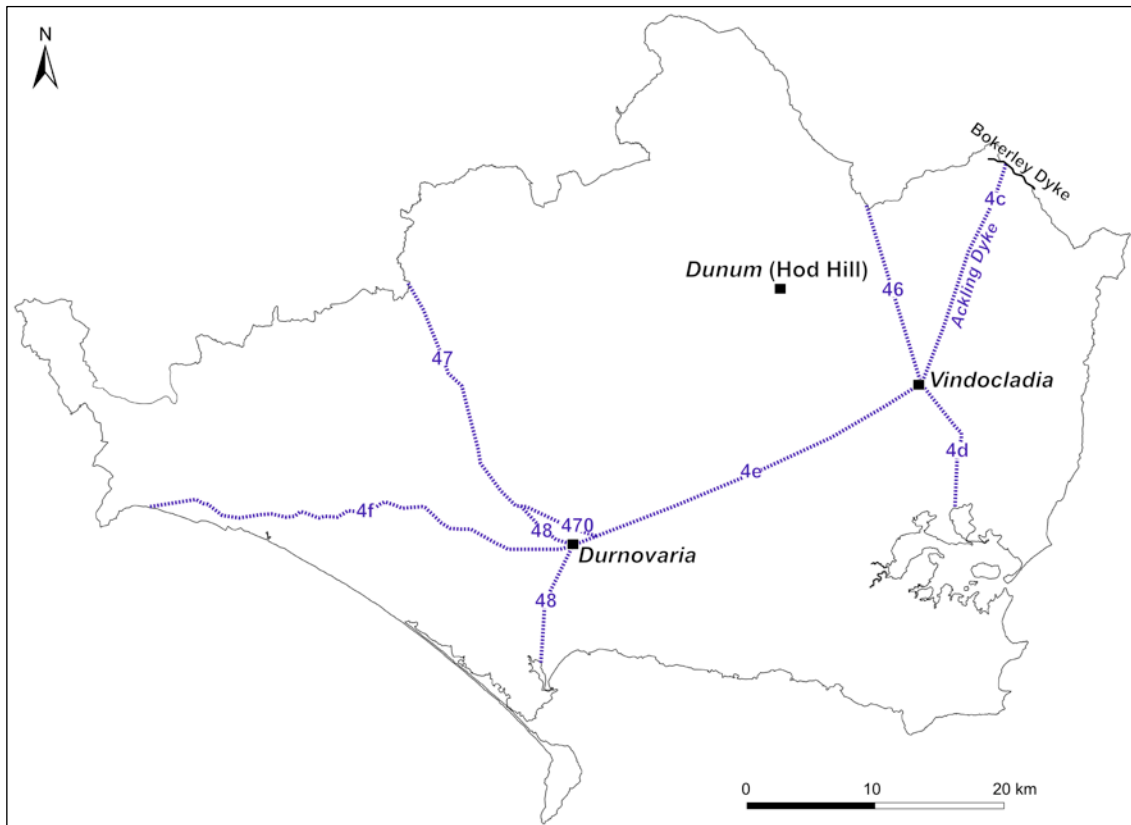 N
Bokerley Dyke
4c
Ackling Dyke
Dunum (Hod Hill)
46
47
Vindocladia
4d
4e
4f
48
470
Durnovaria
48
0 10 20 km